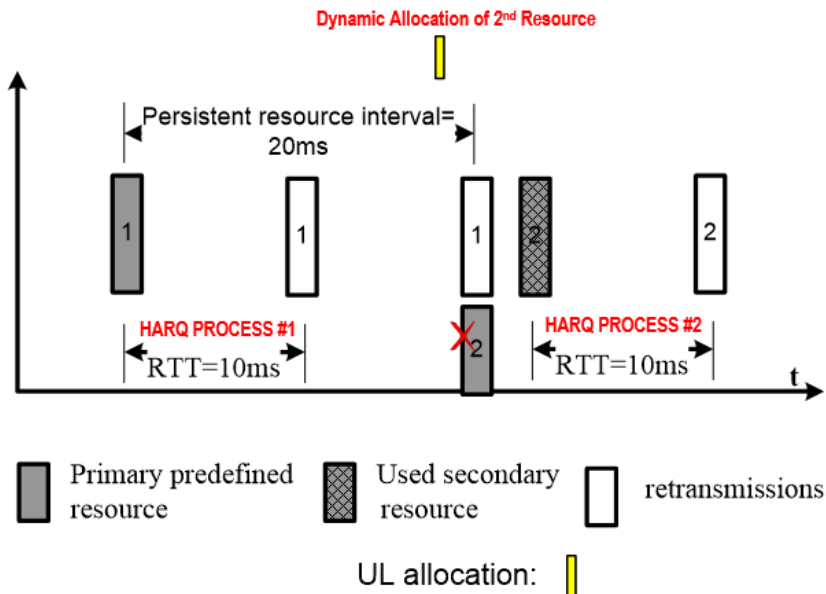 Dynamic Allocation of 2nd Resource
Persistent resource interval=
20ms
1
1
1
2
2
2
HARQ PROCESS #1
RTT=10ms
HARQ PROCESS #2
RTT=10ms
t
Primary predefined
resource
Used secondary
resource
retransmissions
UL allocation: